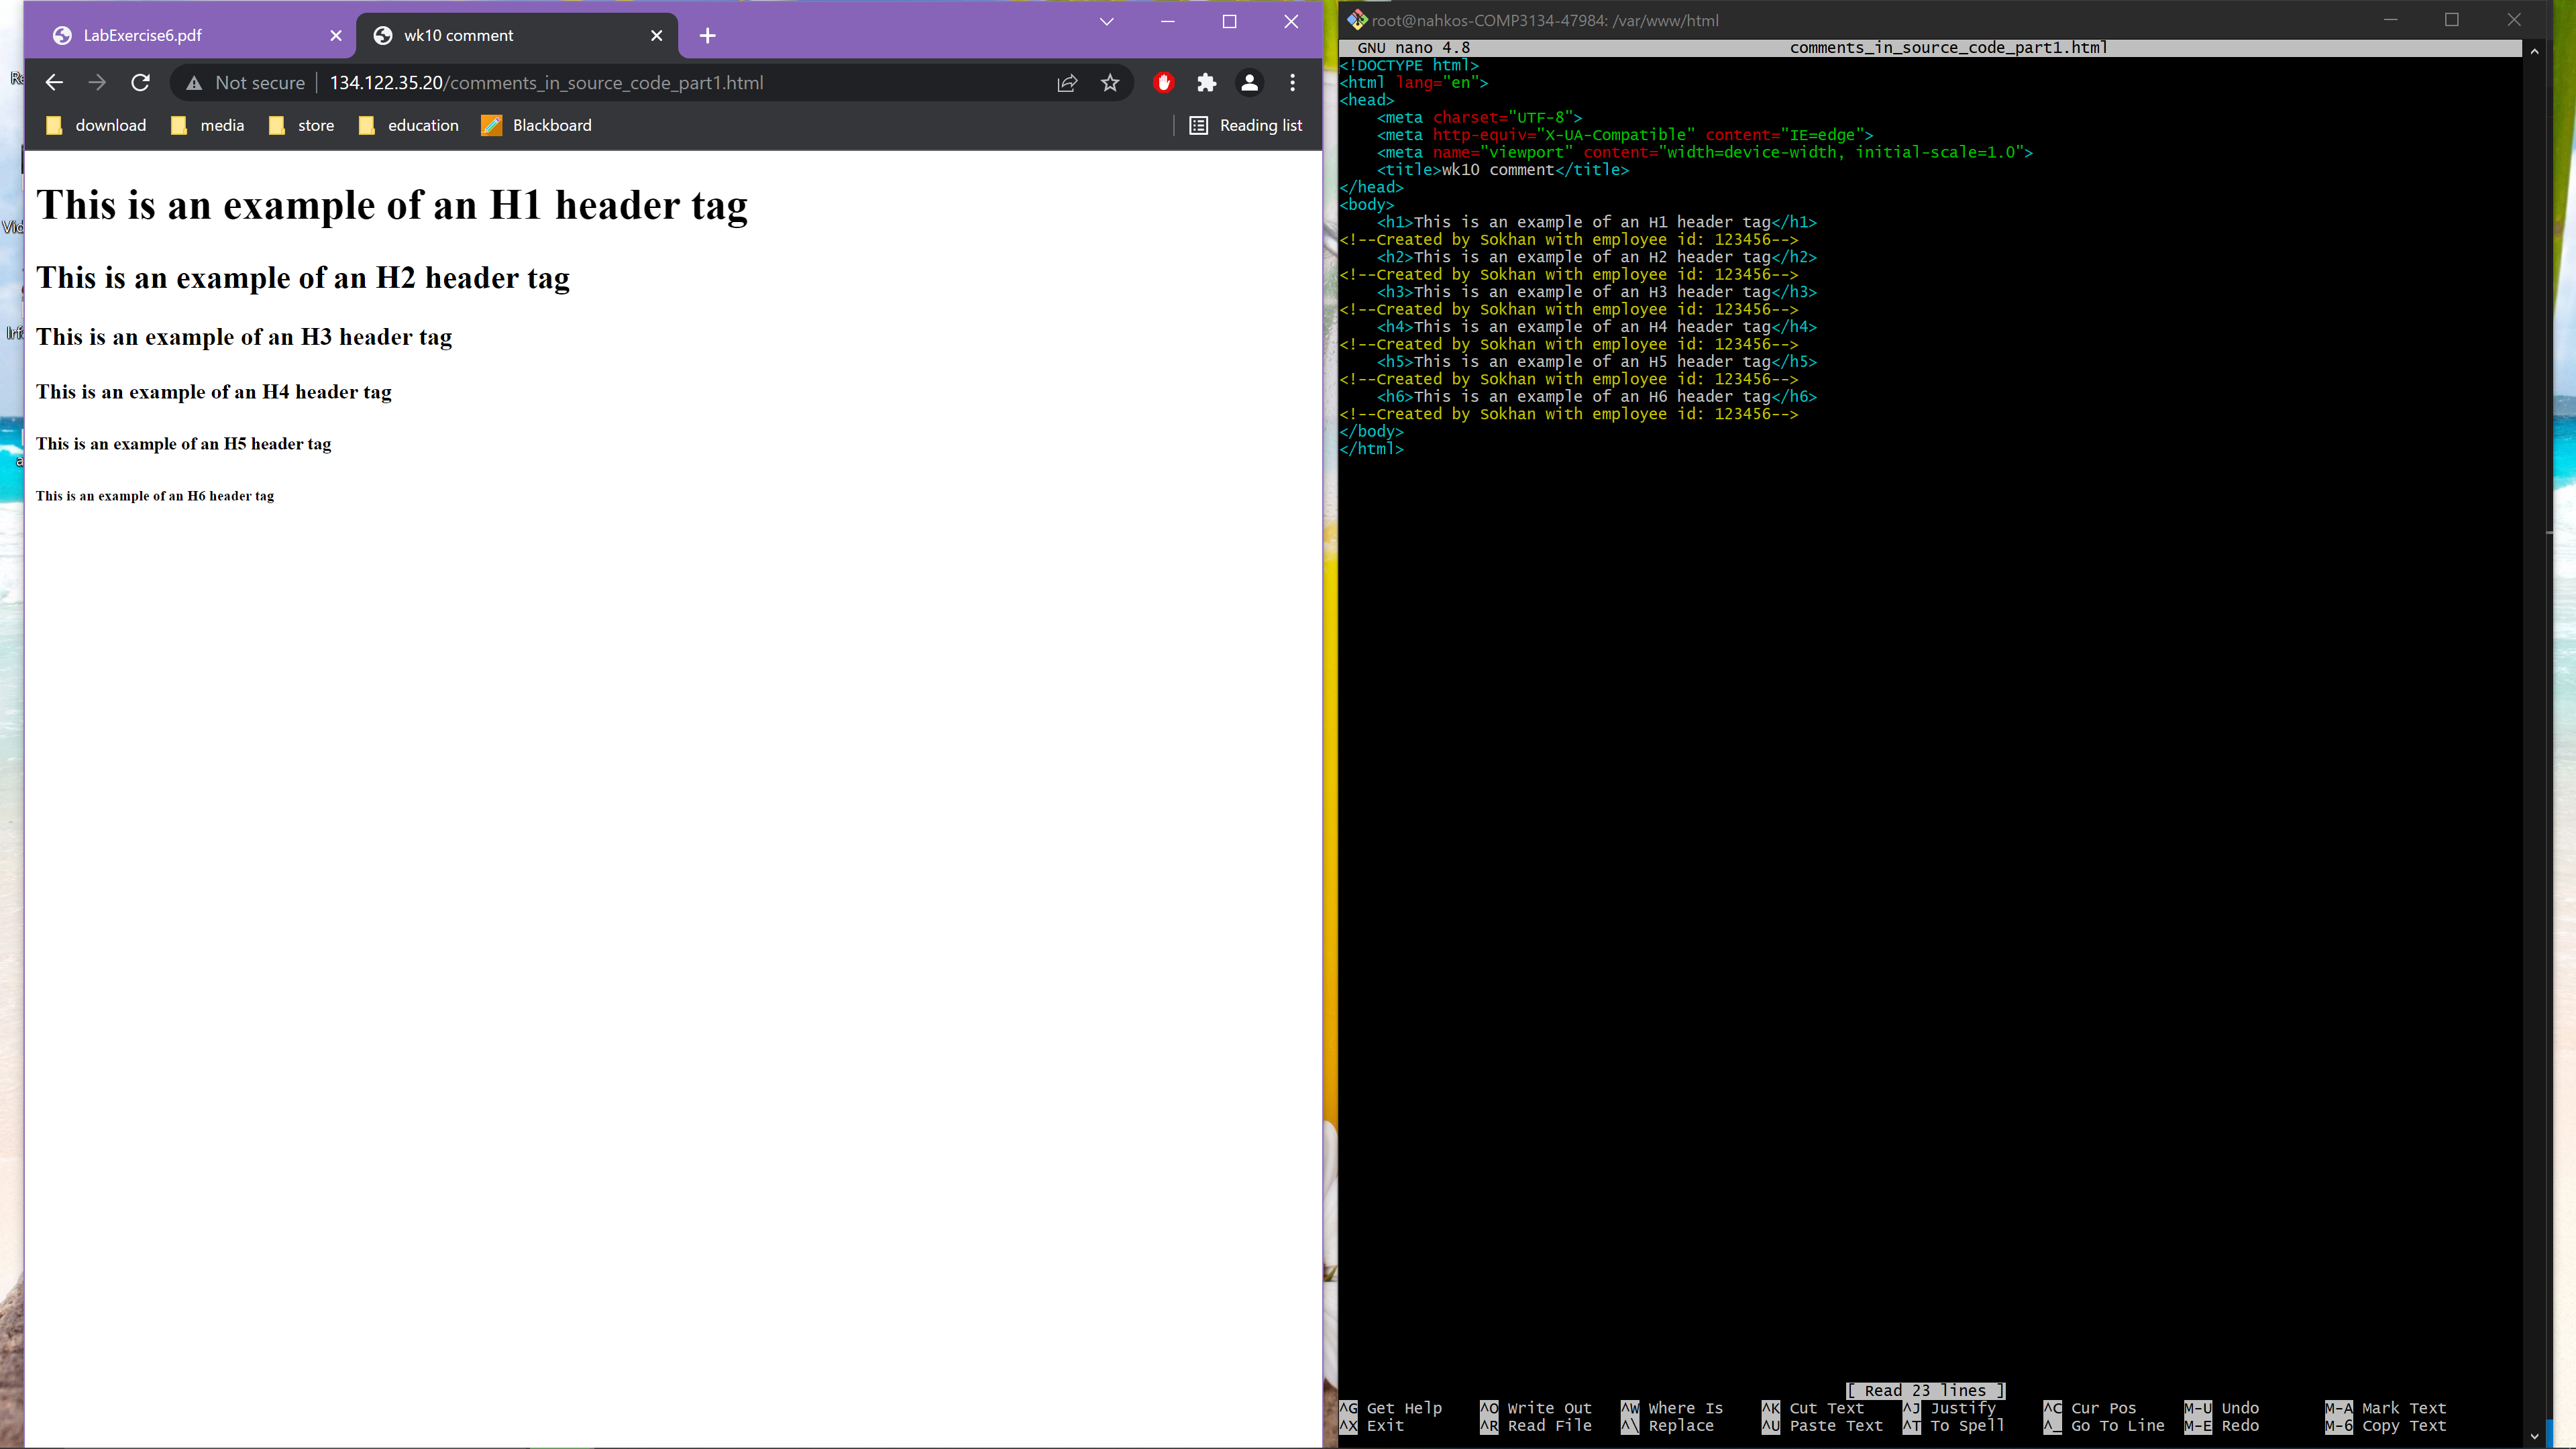 LabExercise6.pdf
wk10 comment
Not secure
134.122.35.20/comments_in_source_code_part1.html
download
media
store
education
Blackboard
Reading list
This is an example of an H1 header tag
This is an example of an H2 header tag
This is an example of an H3 header tag
This is an example of an H4 header tag
This is an example of an H5 header tag
This is an example of an H6 header tag
root@nahkos-COMP3134-47984: /var/www/html
GNU nano 4.8 comments_in_source_code_part1.html
<!DOCTYPE html>
<html lang="en">
<head>
    <meta charset="UTF-8">
    <meta http-equiv="X-UA-Compatible" content="IE=edge">
    <meta name="viewport" content="width=device-width, initial-scale=1.0">
    <title>wk10 comment</title>
</head>
<body>
    <h1>This is an example of an H1 header tag</h1>
<!--Created by Sokhan with employee id: 123456-->
    <h2>This is an example of an H2 header tag</h2>
<!--Created by Sokhan with employee id: 123456-->
    <h3>This is an example of an H3 header tag</h3>
<!--Created by Sokhan with employee id: 123456-->
    <h4>This is an example of an H4 header tag</h4>
<!--Created by Sokhan with employee id: 123456-->
    <h5>This is an example of an H5 header tag</h5>
<!--Created by Sokhan with employee id: 123456-->
    <h6>This is an example of an H6 header tag</h6>
<!--Created by Sokhan with employee id: 123456-->
</body>
</html>
[ Read 23 lines ]
^G Get Help ^O Write Out ^W Where Is ^K Cut Text ^J Justify ^C Cur Pos M-U Undo M-A Mark Text
^X Exit ^R Read File ^\ Replace ^U Paste Text ^T To Spell ^_ Go To Line M-E Redo M-6 Copy Text